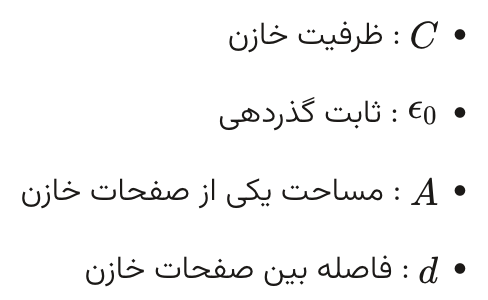 • C : ظرفیت خازن
• ϵ₀ : ثابت گذردهی
• A : مساحت یکی از صفحات خازن
• d : فاصله بین صفحات خازن